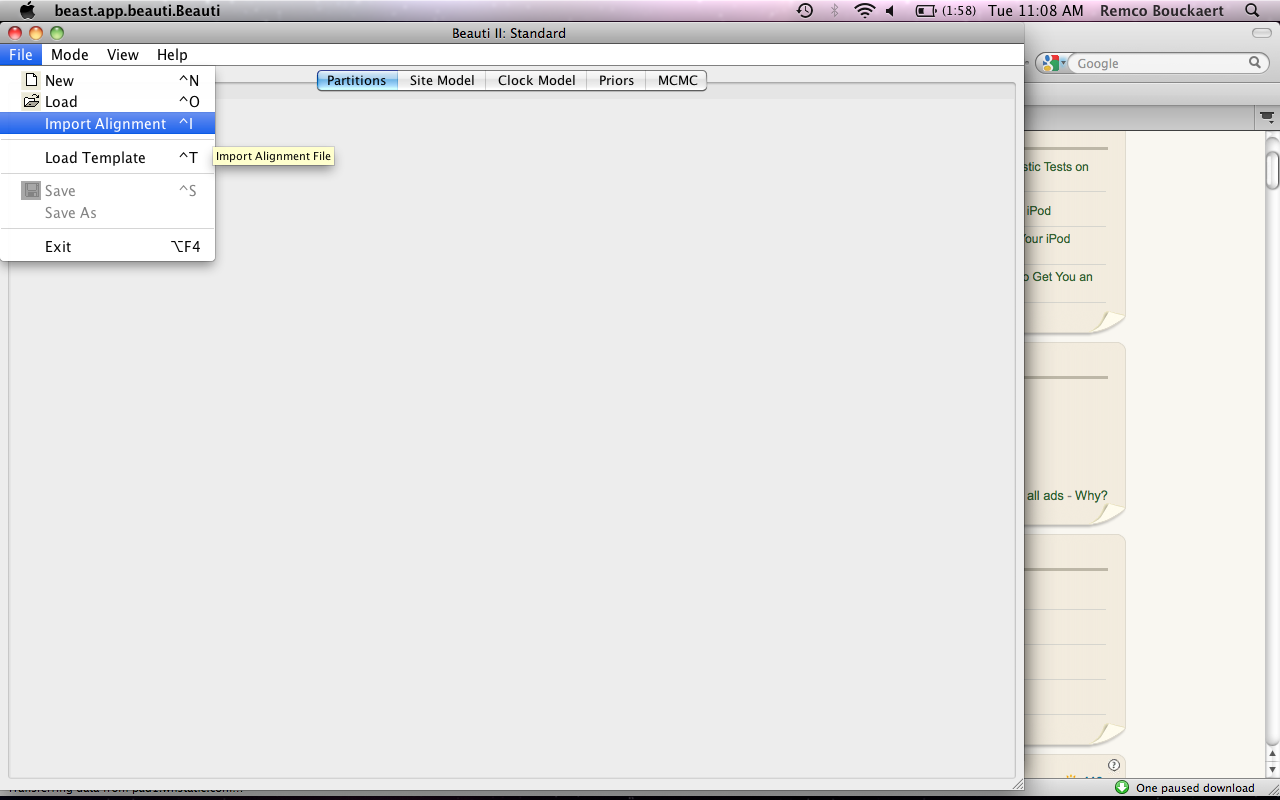 beast.app.beauti.Beauti
(1:58) Tue 11:08 AM Remco Bouckaert
Beauti II: Standard
File Mode View Help
Google
New ^N
Load ^O
Import Alignment ^I
Load Template ^T
Save ^S
Save As
Exit ⌥F4
Import Alignment File
Partitions Site Model Clock Model Priors MCMC
stic Tests on
iPod
our iPod
o Get You an
all ads - Why?
?
One paused download